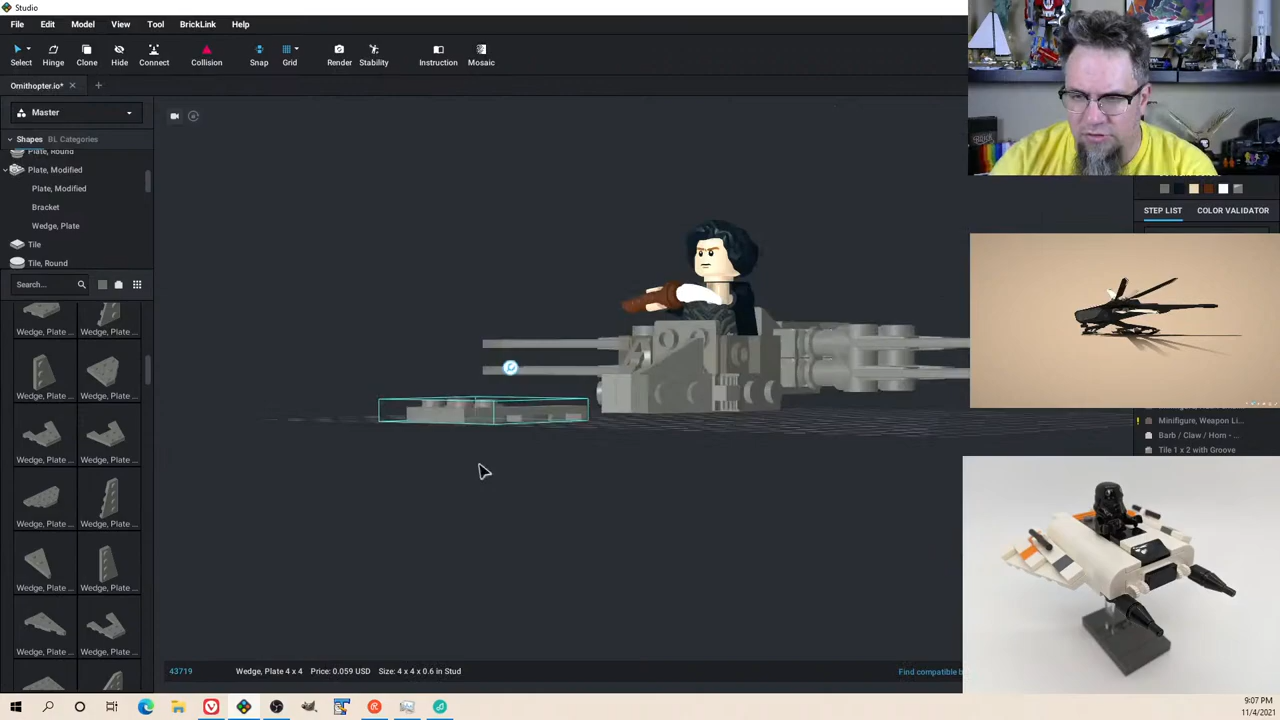 Studio
File Edit Model View Tool BrickLink Help
Select Hinge Clone Hide Connect Collision Snap Grid Render Stability Instruction Mosaic
Ornithopter.io*
Master
Shapes BL Categories
Plate, Round
Plate, Modified
Plate, Modified
Bracket
Wedge, Plate
Tile
Tile, Round
Search...
Wedge, Plate ... Wedge, Plate ...
Wedge, Plate ... Wedge, Plate ...
Wedge, Plate ... Wedge, Plate ...
Wedge, Plate ... Wedge, Plate ...
Wedge, Plate ... Wedge, Plate ...
Wedge, Plate ... Wedge, Plate ...
STEP LIST COLOR VALIDATOR
Minifigure, Weapon Li...
Barb / Claw / Horn - ...
Tile 1 x 2 with Groove
43719 Wedge, Plate 4 x 4 Price: 0.059 USD Size: 4 x 4 x 0.6 in Stud
Find compatible b
9:07 PM
11/4/2021